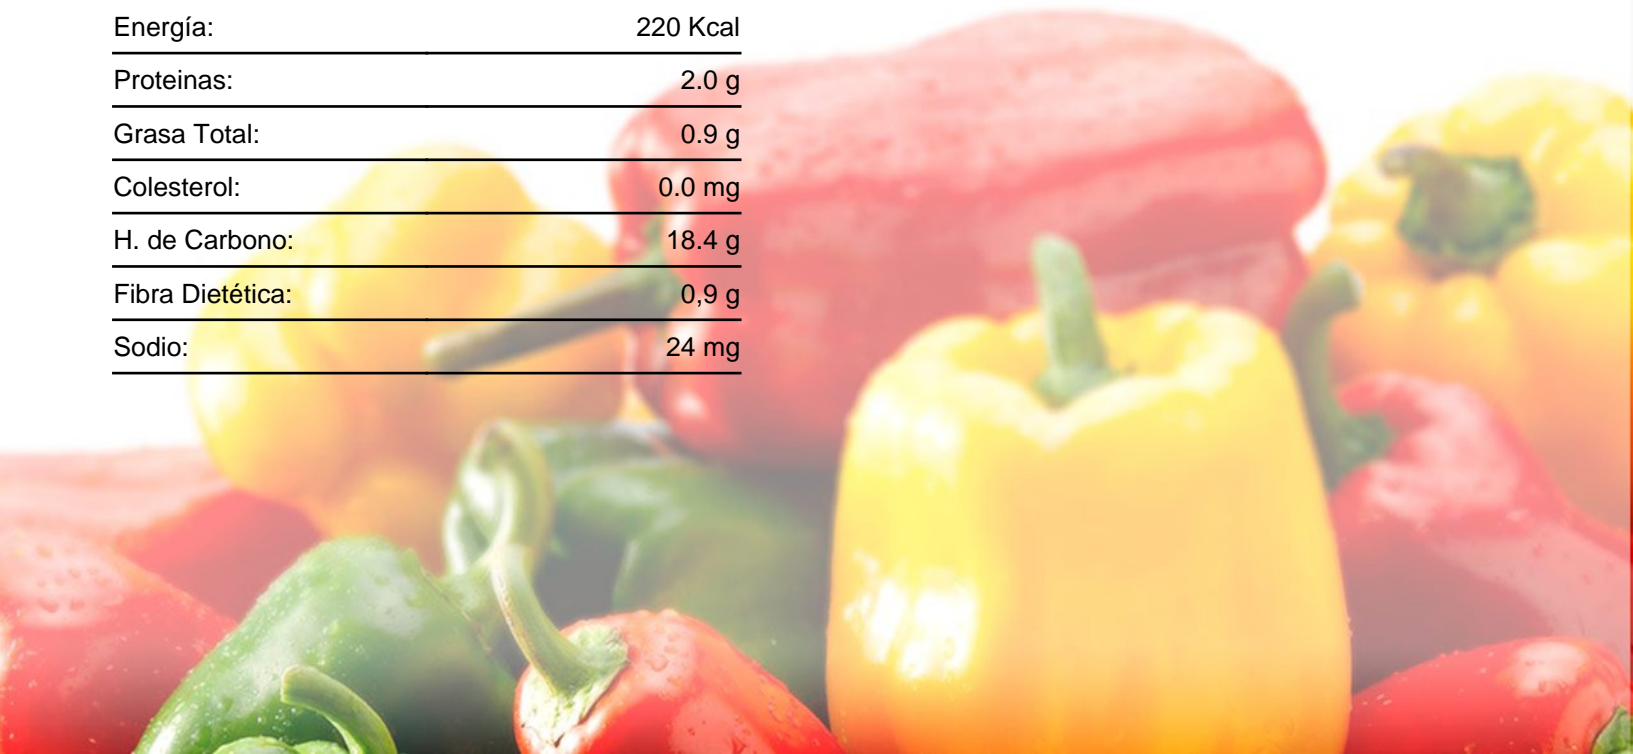 Energía: 220 Kcal
Proteinas: 2.0 g
Grasa Total: 0.9 g
Colesterol: 0.0 mg
H. de Carbono: 18.4 g
Fibra Dietética: 0,9 g
Sodio: 24 mg